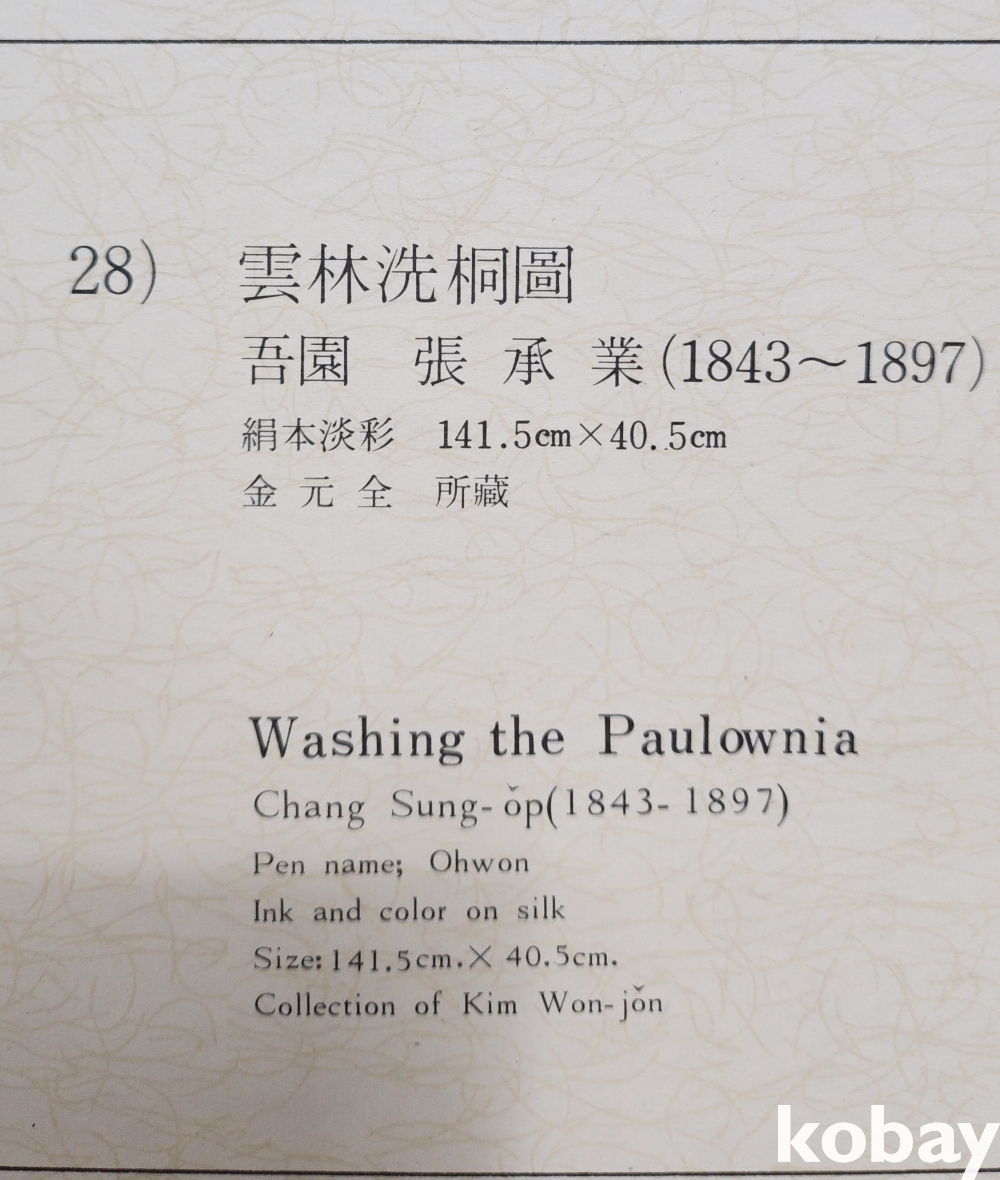 28) 雲林洗桐圖
吾園 張 承 業 (1843～1897)
絹本淡彩 141.5cm×40.5cm
金 元 全 所藏
Washing the Paulownia
Chang Sung-ŏp(1843-1897)
Pen name; Ohwon
Ink and color on silk
Size:141.5cm.× 40.5cm.
Collection of Kim Won-jŏn
kobay